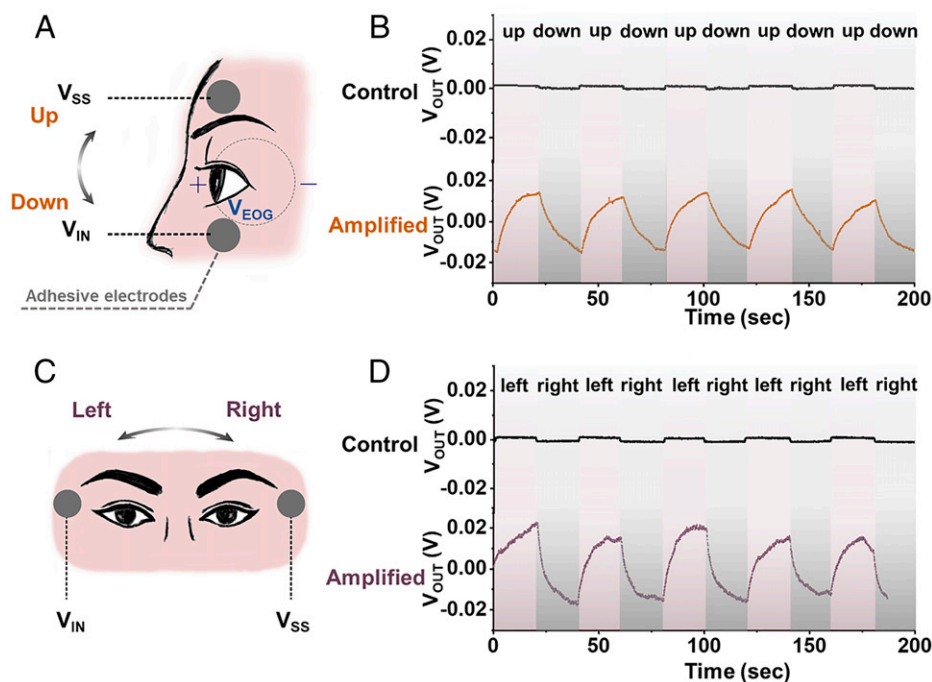 A
V_SS
Up
Down
V_IN
+
−
V_EOG
Adhesive electrodes
B
up down up down up down up down up down
Control
V_OUT (V)
0.02
0.00
-0.02
Amplified
V_OUT (V)
0.02
0.00
-0.02
0 50 100 150 200
Time (sec)
C
Left Right
V_IN
V_SS
D
left right left right left right left right left right
Control
V_OUT (V)
0.02
0.00
-0.02
Amplified
V_OUT (V)
0.02
0.00
-0.02
0 50 100 150 200
Time (sec)